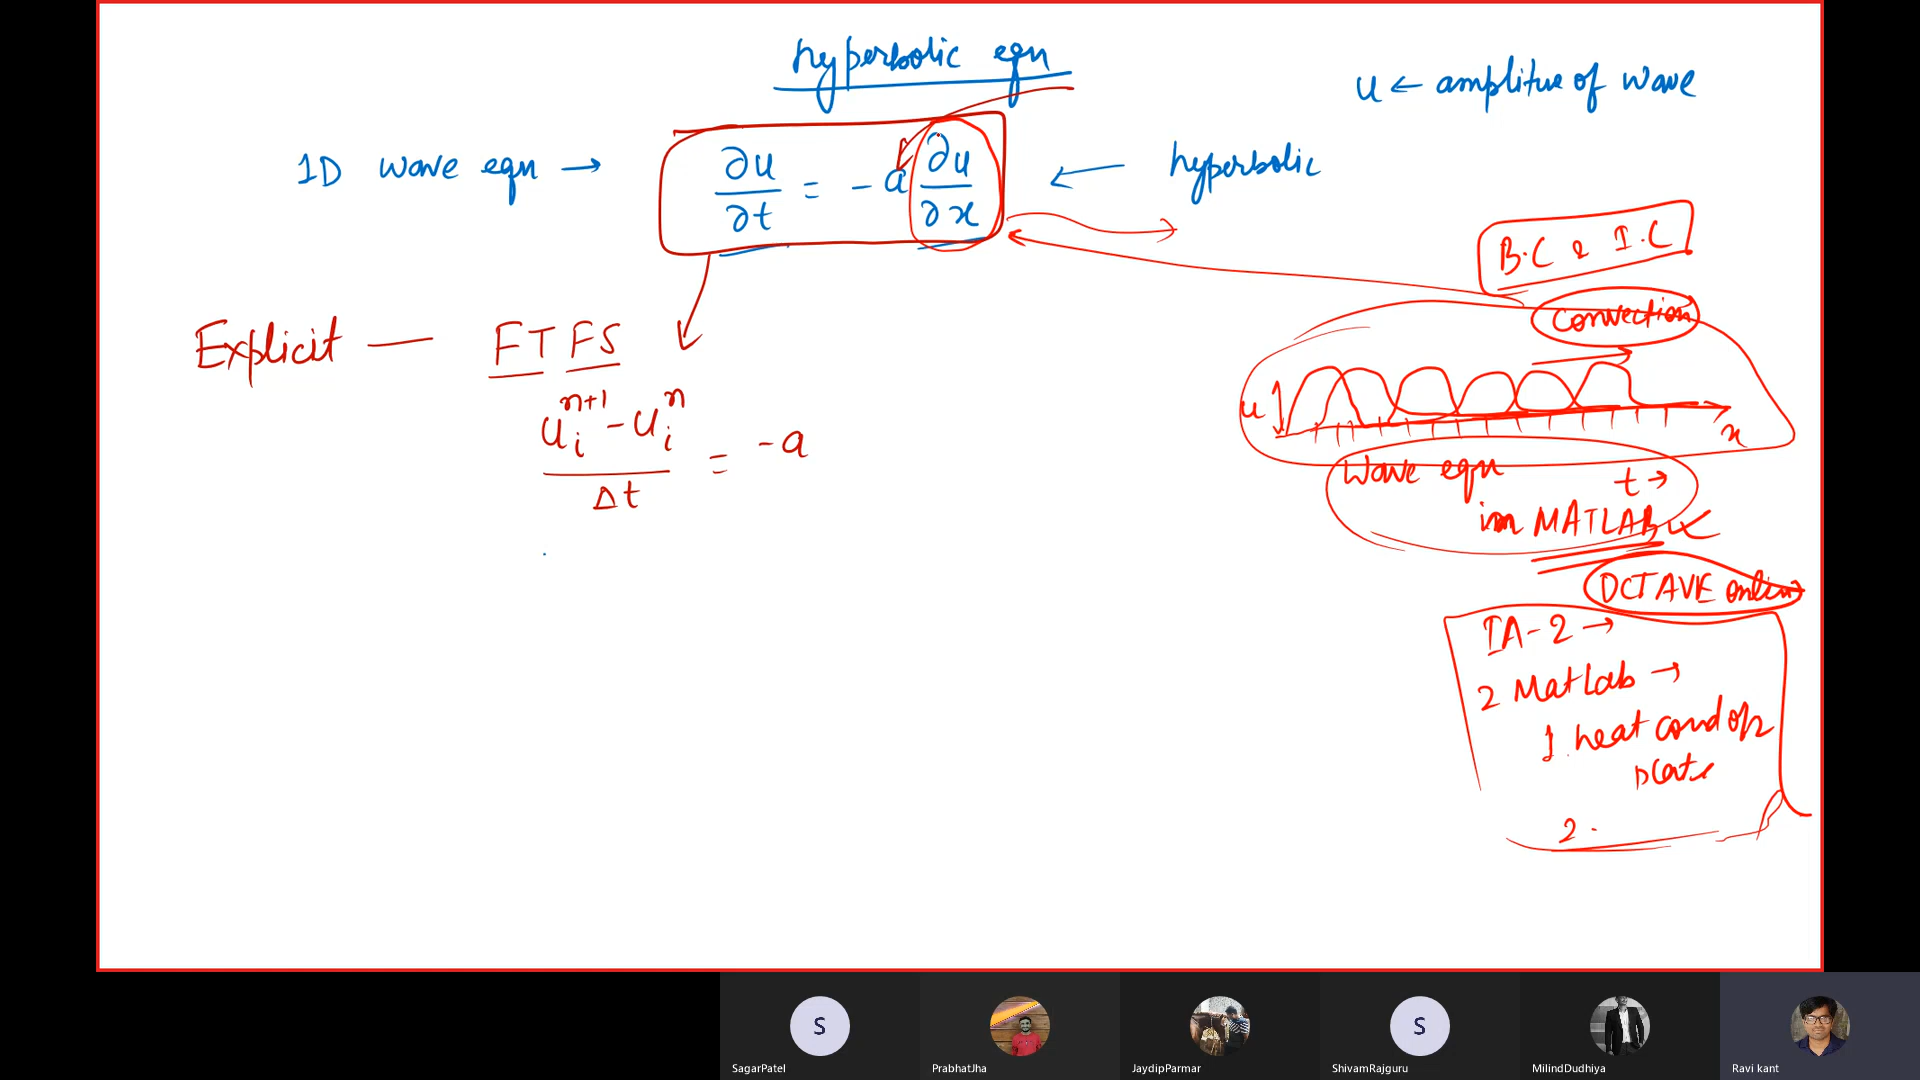 hyperbolic eqn
u ← amplitue of wave
1D wave eqn → ∂u/∂t = - a ∂u/∂x ← hyperbolic
B.C & I.C
Convection
Explicit — FTFS
u
x
(u_i^{n+1} - u_i^n)/Δt = -a
Wave eqn
t →
in MATLAB
OCTAVE online
IA-2 →
2 Matlab →
1. heat cond of
plate
2.
S
S
SagarPatel
PrabhatJha
JaydipParmar
ShivamRajguru
MilindDudhiya
Ravi kant